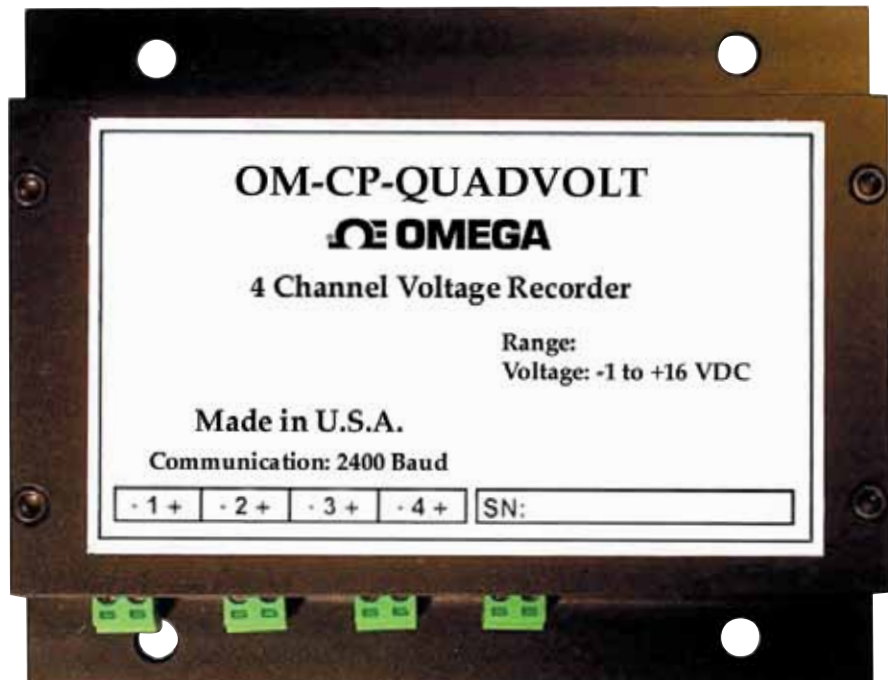 OM-CP-QUADVOLT
OMEGA
4 Channel Voltage Recorder
Range:
Voltage: -1 to +16 VDC
Made in U.S.A.
Communication: 2400 Baud
- 1 + - 2 + - 3 + - 4 + SN: